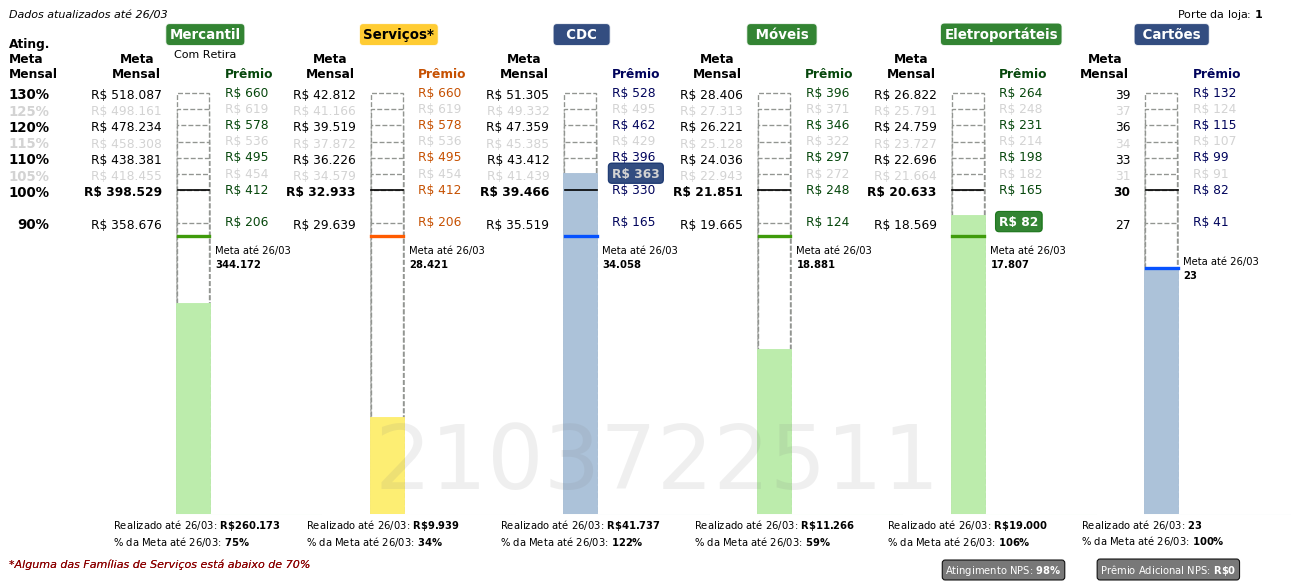 Dados atualizados até 26/03
Porte da loja: 1
Mercantil Serviços* CDC Móveis Eletroportáteis Cartões
Com Retira
Ating. Meta Mensal
Meta Mensal Prêmio Meta Mensal Prêmio Meta Mensal Prêmio Meta Mensal Prêmio Meta Mensal Prêmio Meta Mensal Prêmio
130% R$ 518.087 R$ 660 R$ 42.812 R$ 660 R$ 51.305 R$ 528 R$ 28.406 R$ 396 R$ 26.822 R$ 264 39 R$ 132
125% R$ 498.161 R$ 619 R$ 41.166 R$ 619 R$ 49.332 R$ 495 R$ 27.313 R$ 371 R$ 25.791 R$ 248 37 R$ 124
120% R$ 478.234 R$ 578 R$ 39.519 R$ 578 R$ 47.359 R$ 462 R$ 26.221 R$ 346 R$ 24.759 R$ 231 36 R$ 115
115% R$ 458.308 R$ 536 R$ 37.872 R$ 536 R$ 45.385 R$ 429 R$ 25.128 R$ 322 R$ 23.727 R$ 214 34 R$ 107
110% R$ 438.381 R$ 495 R$ 36.226 R$ 495 R$ 43.412 R$ 396 R$ 24.036 R$ 297 R$ 22.696 R$ 198 33 R$ 99
105% R$ 418.455 R$ 454 R$ 34.579 R$ 454 R$ 41.439 R$ 363 R$ 22.943 R$ 272 R$ 21.664 R$ 182 31 R$ 91
100% R$ 398.529 R$ 412 R$ 32.933 R$ 412 R$ 39.466 R$ 330 R$ 21.851 R$ 248 R$ 20.633 R$ 165 30 R$ 82
90% R$ 358.676 R$ 206 R$ 29.639 R$ 206 R$ 35.519 R$ 165 R$ 19.665 R$ 124 R$ 18.569 R$ 82 27 R$ 41
Meta até 26/03 Meta até 26/03 Meta até 26/03 Meta até 26/03 Meta até 26/03 Meta até 26/03
344.172 28.421 34.058 18.881 17.807 23
2103722511
Realizado até 26/03: R$260.173 Realizado até 26/03: R$9.939 Realizado até 26/03: R$41.737 Realizado até 26/03: R$11.266 Realizado até 26/03: R$19.000 Realizado até 26/03: 23
% da Meta até 26/03: 75% % da Meta até 26/03: 34% % da Meta até 26/03: 122% % da Meta até 26/03: 59% % da Meta até 26/03: 106% % da Meta até 26/03: 100%
*Alguma das Famílias de Serviços está abaixo de 70%
Atingimento NPS: 98% Prêmio Adicional NPS: R$0